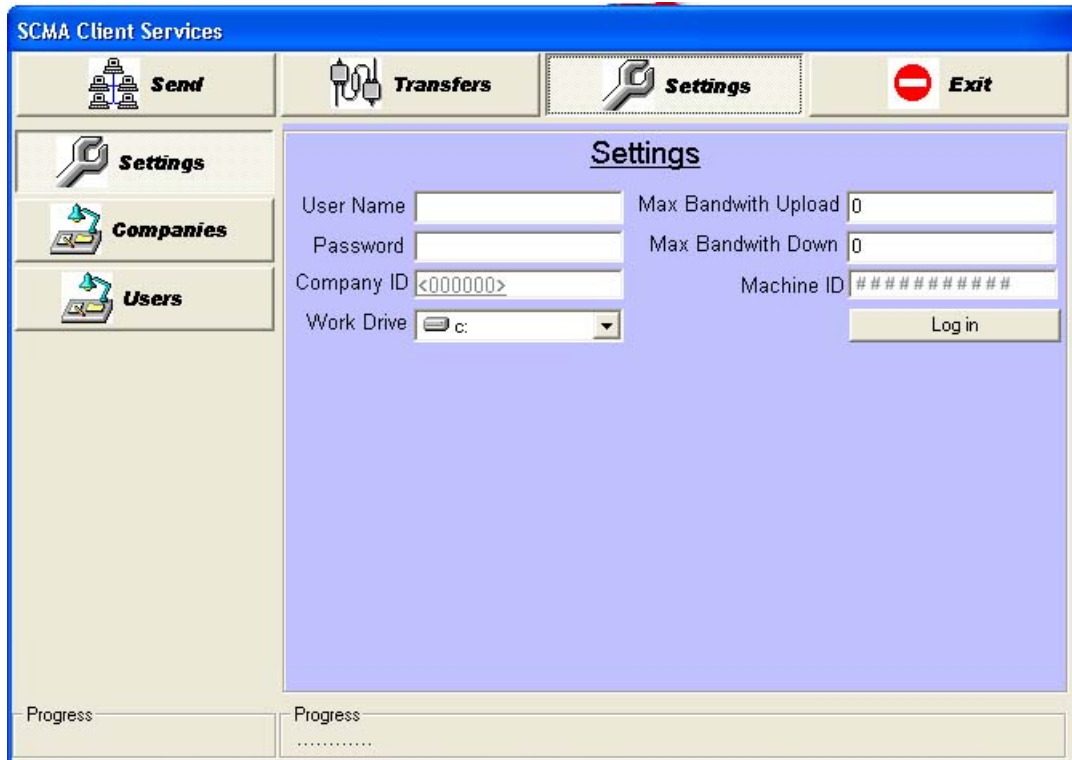 SCMA Client Services
Send Transfers Settings Exit
Settings
Companies
Users
Settings
User Name
Max Bandwith Upload 0
Password
Max Bandwith Down 0
Company ID <000000>
Machine ID ###########
Work Drive c:
Log in
Progress
Progress
............